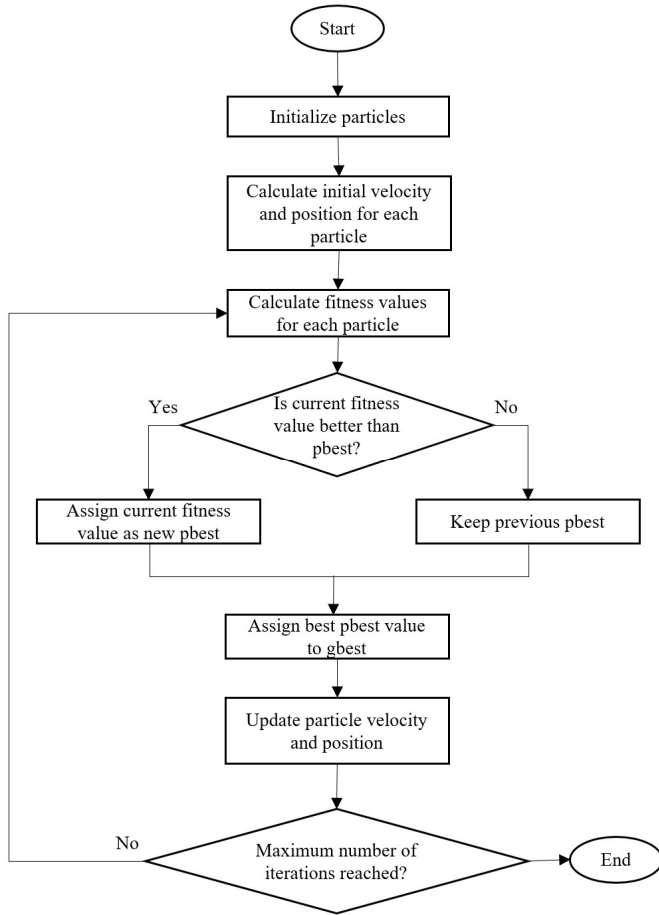 Start
Initialize particles
Calculate initial velocity
and position for each
particle
Calculate fitness values
for each particle
Is current fitness
value better than
pbest?
Yes
No
Assign current fitness
value as new pbest
Keep previous pbest
Assign best pbest value
to gbest
Update particle velocity
and position
Maximum number of
iterations reached?
No
End